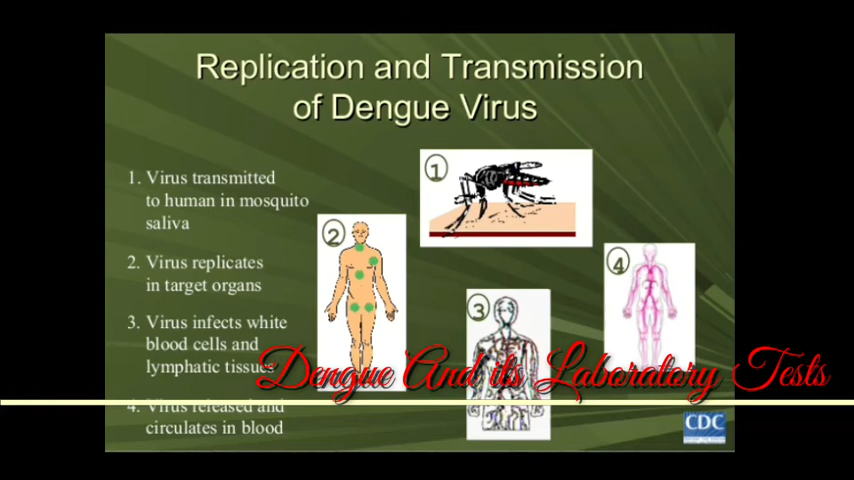 Replication and Transmission
of Dengue Virus
1. Virus transmitted
to human in mosquito
saliva
2. Virus replicates
in target organs
3. Virus infects white
blood cells and
lymphatic tissues
4. Virus released and
circulates in blood
1
2
3
4
Dengue And its Laboratory Tests
CDC